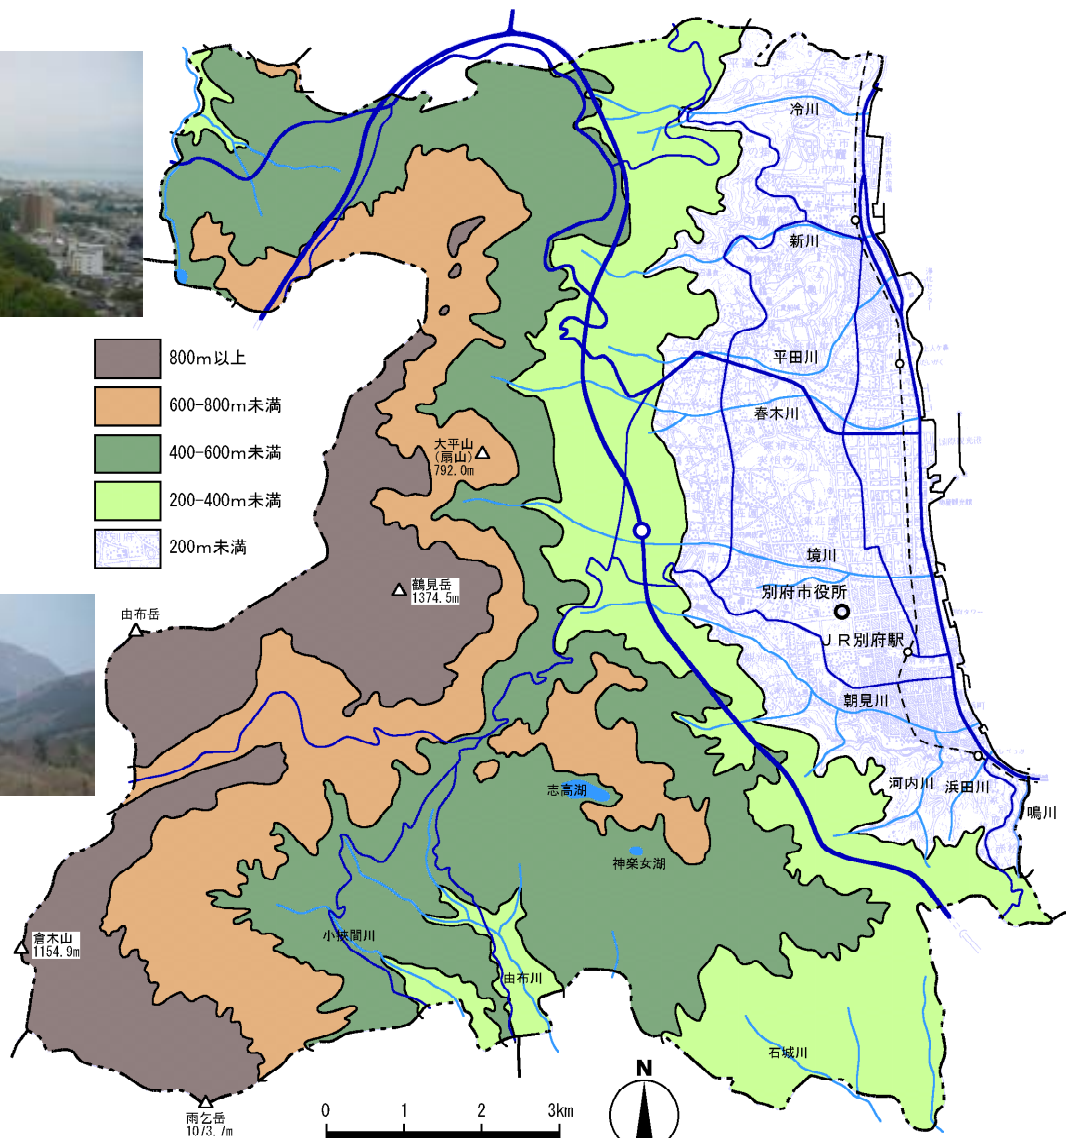 冷川
新川
平田川
春木川
800m以上
600-800m未満
400-600m未満
200-400m未満
200m未満
大平山
(扇山)
792.0m
境川
鶴見岳
1374.5m
別府市役所
由布岳
JR別府駅
朝見川
志高湖
河内川
浜田川
鳴川
神楽女湖
倉木山
1154.9m
小挾間川
由布川
石城川
雨乞岳
1073.7m
N
0 1 2 3km